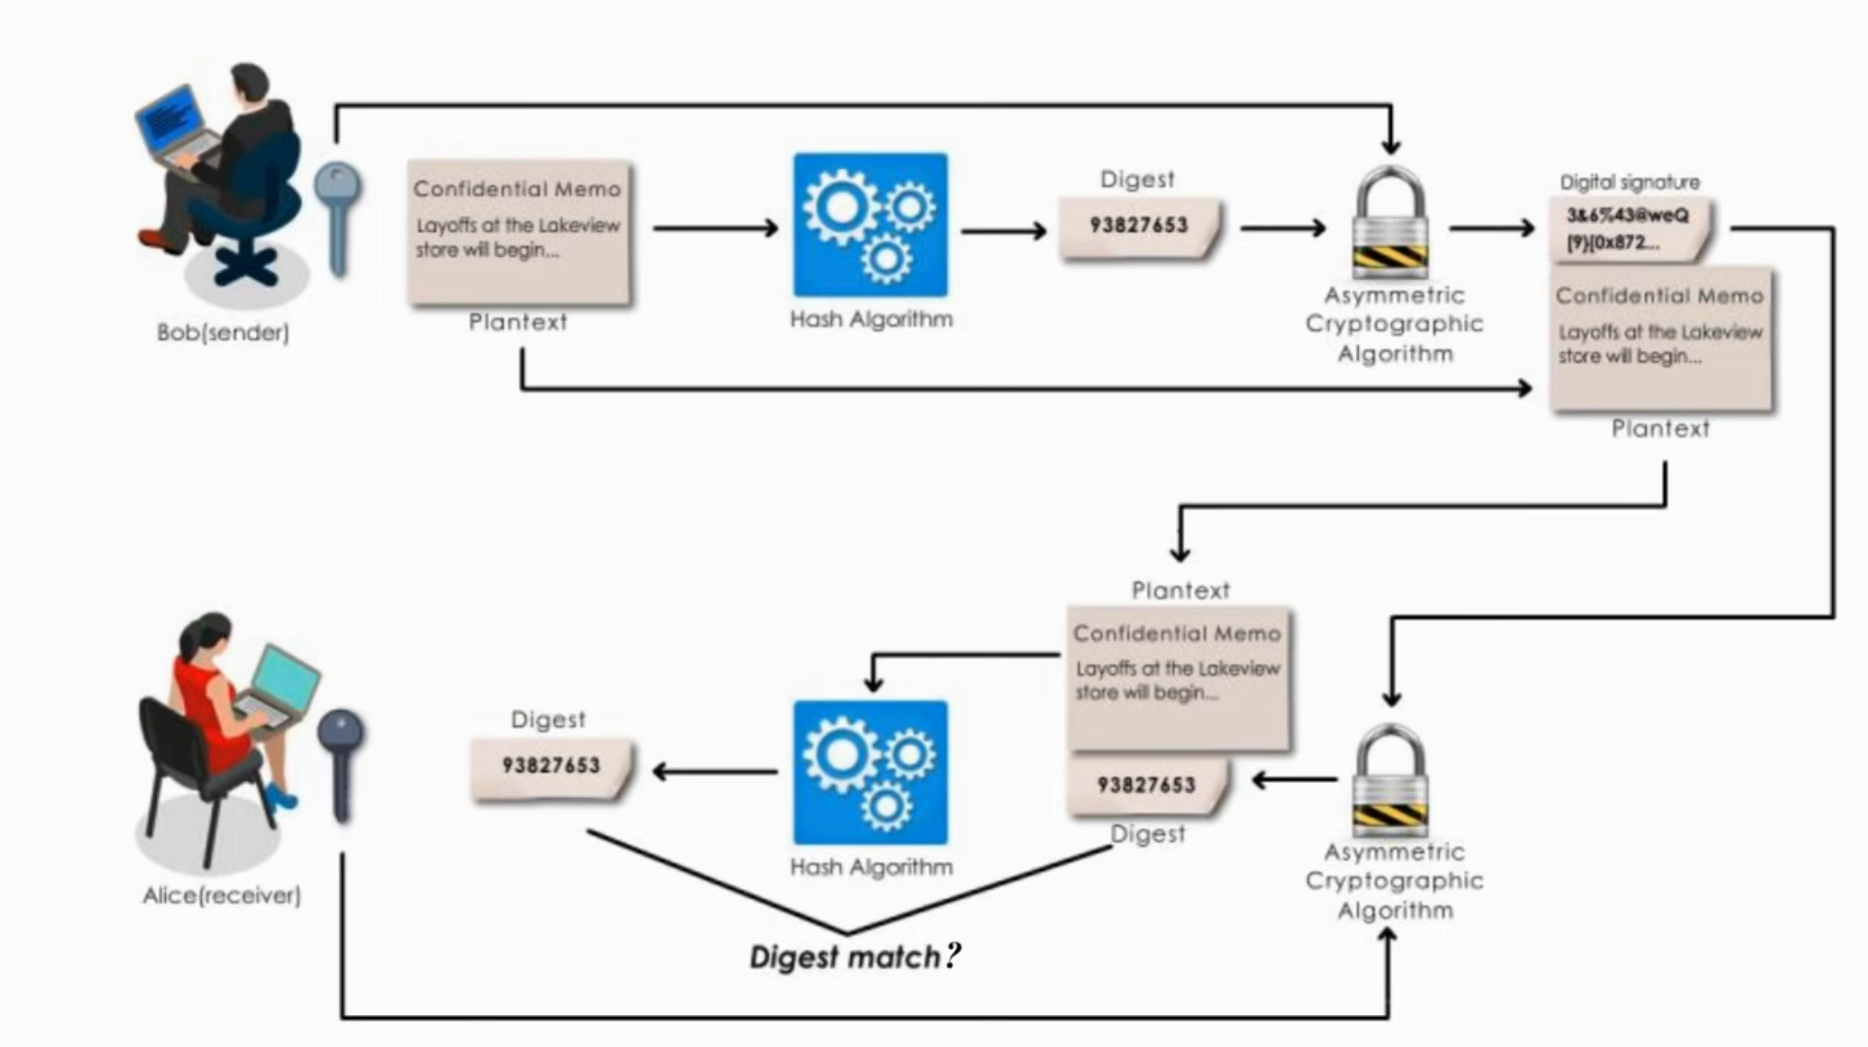 Bob(sender)
Confidential Memo
Layoffs at the Lakeview
store will begin...
Plantext
Hash Algorithm
Digest
93827653
Asymmetric
Cryptographic
Algorithm
Digital signature
3&6%43@weQ
[9}[0x872...
Confidential Memo
Layoffs at the Lakeview
store will begin...
Plantext
Alice(receiver)
Digest
93827653
Hash Algorithm
Plantext
Confidential Memo
Layoffs at the Lakeview
store will begin...
93827653
Digest
Asymmetric
Cryptographic
Algorithm
Digest match?